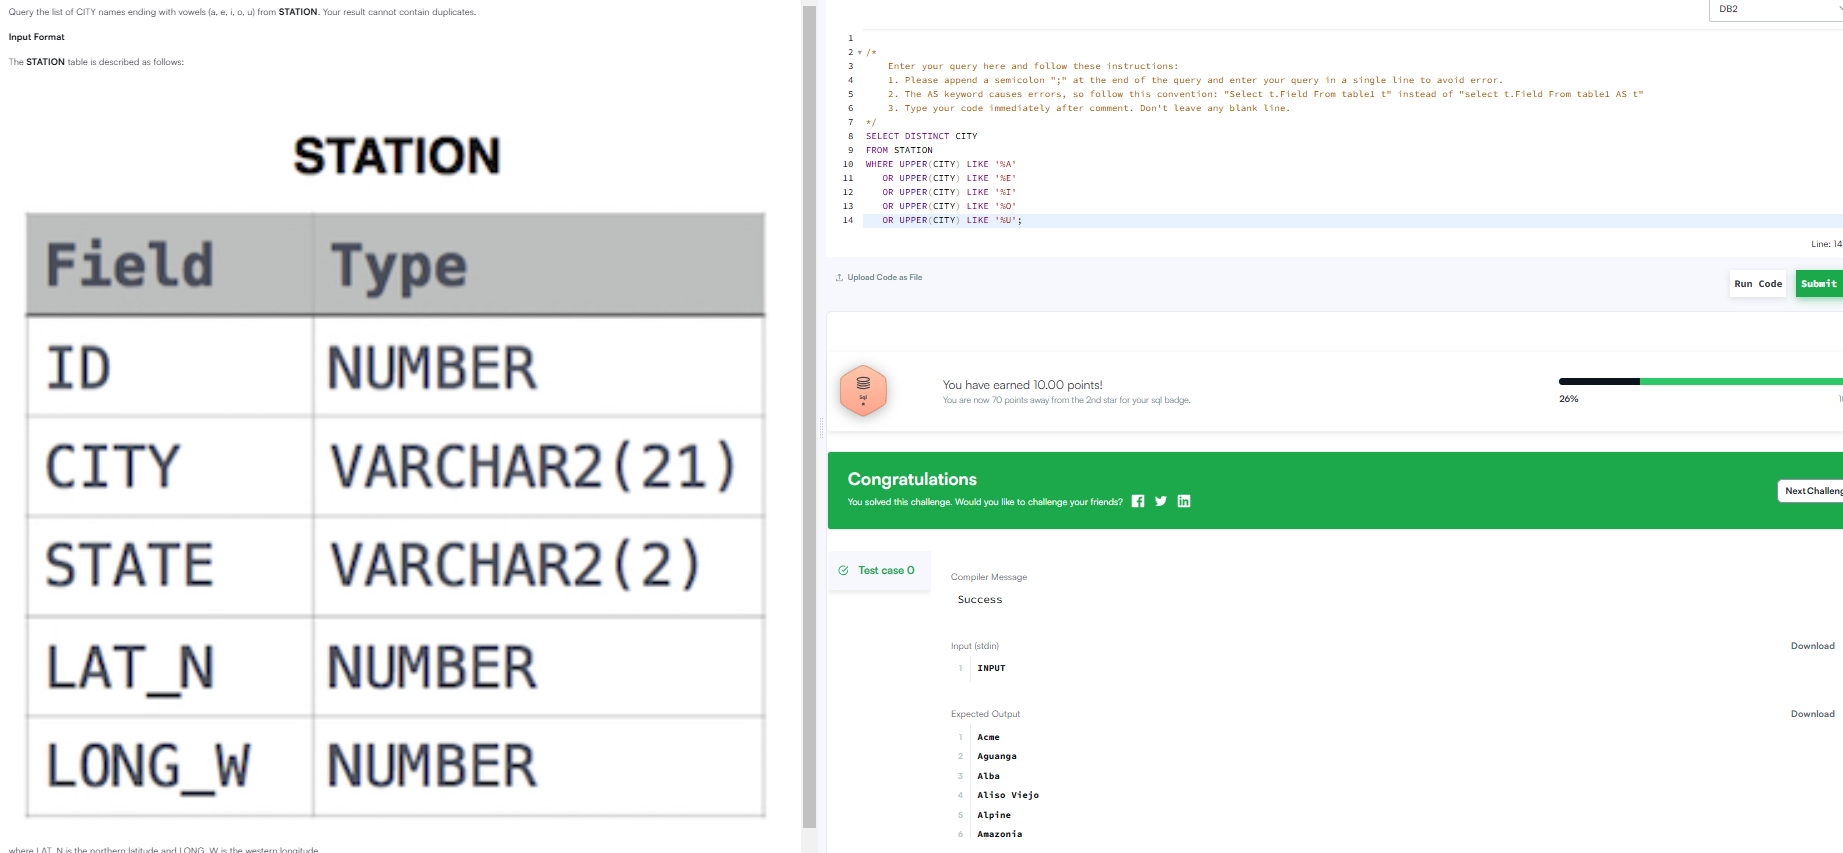 Query the list of CITY names ending with vowels (a, e, i, o, u) from STATION. Your result cannot contain duplicates.
Input Format
The STATION table is described as follows:
STATION
Field Type
ID NUMBER
CITY VARCHAR2(21)
STATE VARCHAR2(2)
LAT_N NUMBER
LONG_W NUMBER
where LAT_N is the northern latitude and LONG_W is the western longitude.
DB2
1
2 /*
3 Enter your query here and follow these instructions:
4 1. Please append a semicolon ";" at the end of the query and enter your query in a single line to avoid error.
5 2. The AS keyword causes errors, so follow this convention: "Select t.Field From table1 t" instead of "select t.Field From table1 AS t"
6 3. Type your code immediately after comment. Don't leave any blank line.
7 */
8 SELECT DISTINCT CITY
9 FROM STATION
10 WHERE UPPER(CITY) LIKE '%A'
11 OR UPPER(CITY) LIKE '%E'
12 OR UPPER(CITY) LIKE '%I'
13 OR UPPER(CITY) LIKE '%O'
14 OR UPPER(CITY) LIKE '%U';
Line: 14
Upload Code as File
Run Code
Submit
Sql
You have earned 10.00 points!
You are now 70 points away from the 2nd star for your sql badge.
26%
Congratulations
You solved this challenge. Would you like to challenge your friends?
Next Challeng
Test case 0
Compiler Message
Success
Input (stdin)
Download
1 INPUT
Expected Output
Download
1 Acme
2 Aguanga
3 Alba
4 Aliso Viejo
5 Alpine
6 Amazonia